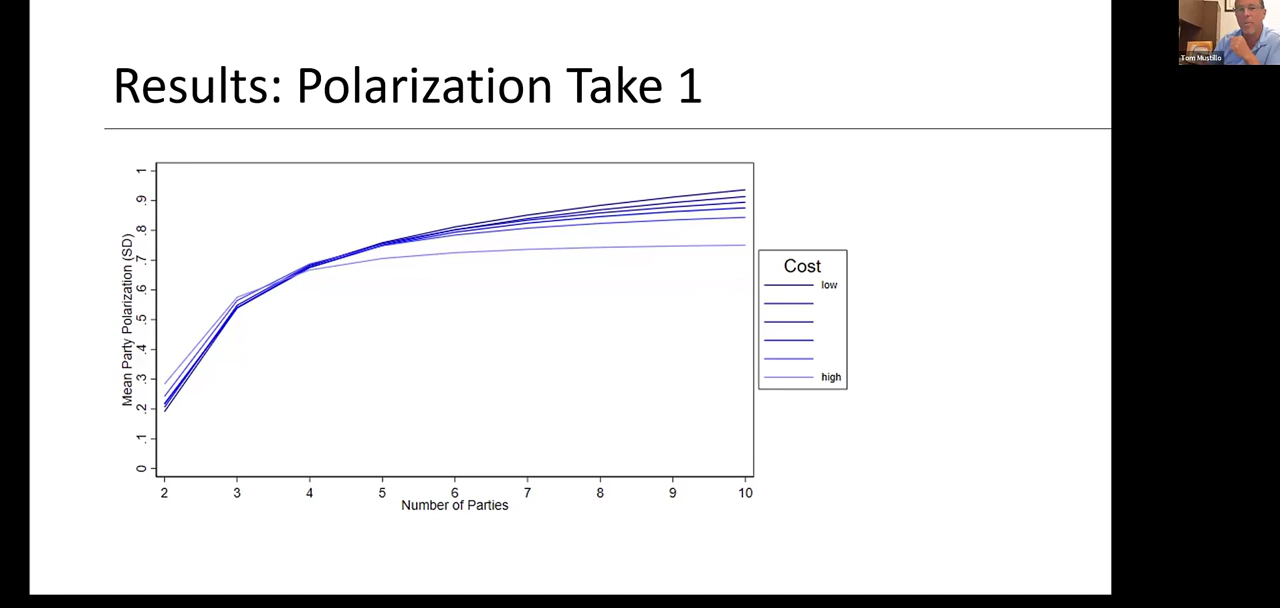 Results: Polarization Take 1
Tom Mustillo
Mean Party Polarization (SD)
1
.9
.8
.7
.6
.5
.4
.3
.2
.1
0
2 3 4 5 6 7 8 9 10
Number of Parties
Cost
low
high